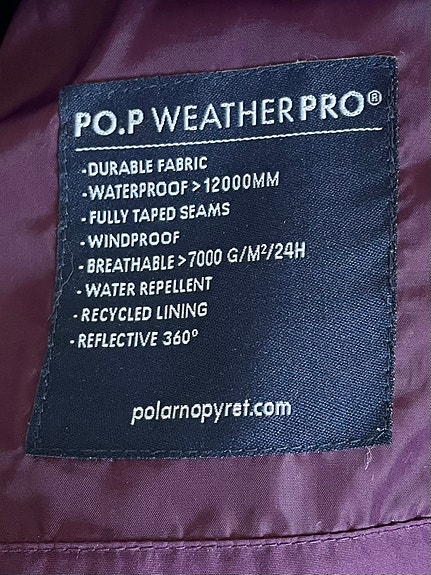 PO.P WEATHERPRO®
-DURABLE FABRIC
-WATERPROOF > 12000MM
-FULLY TAPED SEAMS
-WINDPROOF
-BREATHABLE > 7000 G/M²/24H
-WATER REPELLENT
-RECYCLED LINING
-REFLECTIVE 360°
polarnopyret.com